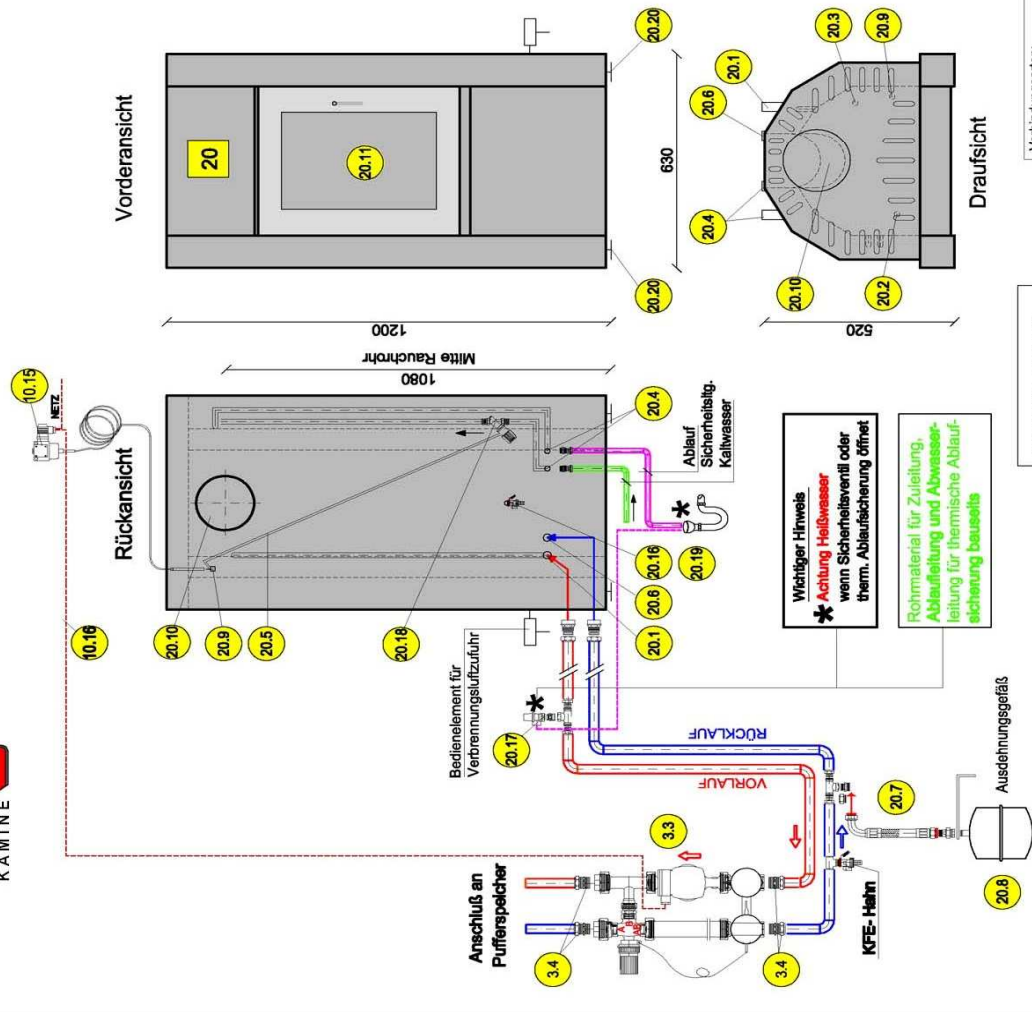 KAMINE
Vorderansicht
20
20.11
20.20
20.20
630
1200
Draufsicht
20.1
20.6
20.4
20.3
20.9
20.10
20.2
520
Rückansicht
10.15
NETZ
10.16
1080
Mitte Rauchrohr
20.10
20.9
20.5
20.18
20.4
Ablauf
Sicherheitsltg.
Kaltwasser
*
20.16
20.19
20.6
20.1
Bedienelement für
Verbrennungsluftzufuhr
20.17
*
VORLAUF
RÜCKLAUF
Anschluß an
Pufferspeicher
3.3
3.4
3.4
A
B
AB
KFE- Hahn
20.7
20.8
Ausdehnungsgefäß
Wichtiger Hinweis
* Achtung Heißwasser
wenn Sicherheitsventil oder
therm. Ablaufsicherung öffnet
Rohmaterial für Zuleitung,
Ablaufleitung und Abwasser-
leitung für thermische Ablauf-
sicherung bauseits